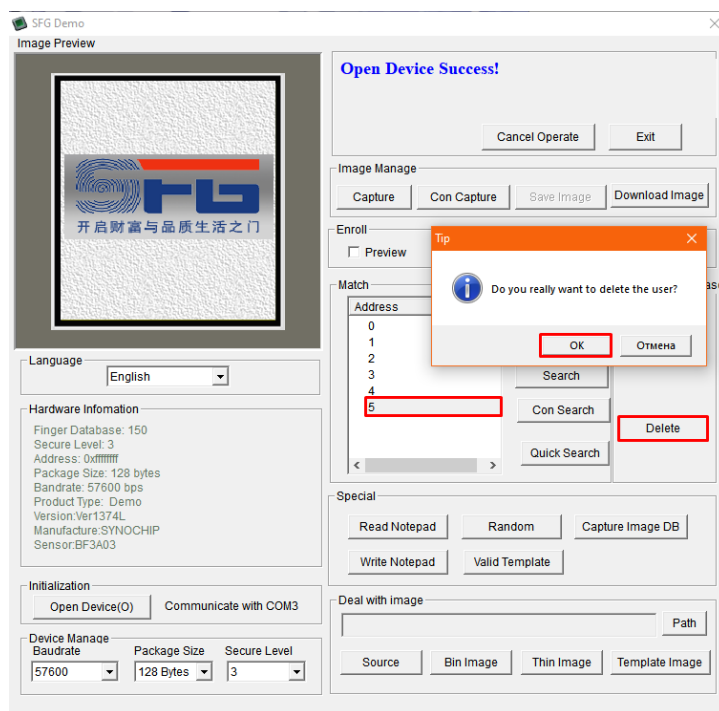 SFG Demo
Image Preview
SFG
开启财富与品质生活之门
Open Device Success!
Cancel Operate Exit
Image Manage
Capture Con Capture Save Image Download Image
Enroll
Preview
Tip
Do you really want to delete the user?
OK Отмена
Match
Address
0
1
2
3
4
5
Search
Con Search
Quick Search
Delete
Language
English
Hardware Infomation
Finger Database: 150
Secure Level: 3
Address: 0xffffffff
Package Size: 128 bytes
Bandrate: 57600 bps
Product Type: Demo
Version:Ver1374L
Manufacture:SYNOCHIP
Sensor:BF3A03
Special
Read Notepad Random Capture Image DB
Write Notepad Valid Template
Initialization
Open Device(O) Communicate with COM3
Device Manage
Baudrate Package Size Secure Level
57600 128 Bytes 3
Deal with image
Path
Source Bin Image Thin Image Template Image